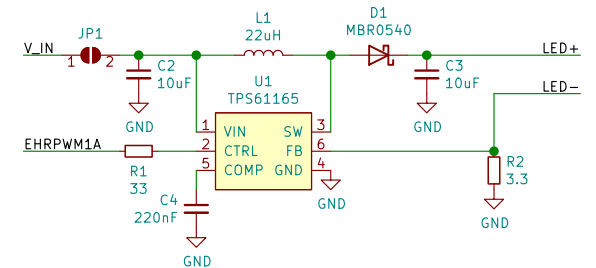 JP1
V_IN
1 2
L1
22uH
D1
MBR0540
LED+
C2
10uF
GND
C3
10uF
GND
LED-
U1
TPS61165
1 VIN SW 3
EHRPWM1A
2 CTRL FB 6
5 COMP GND 4
R1
33
GND
R2
3.3
GND
C4
220nF
GND